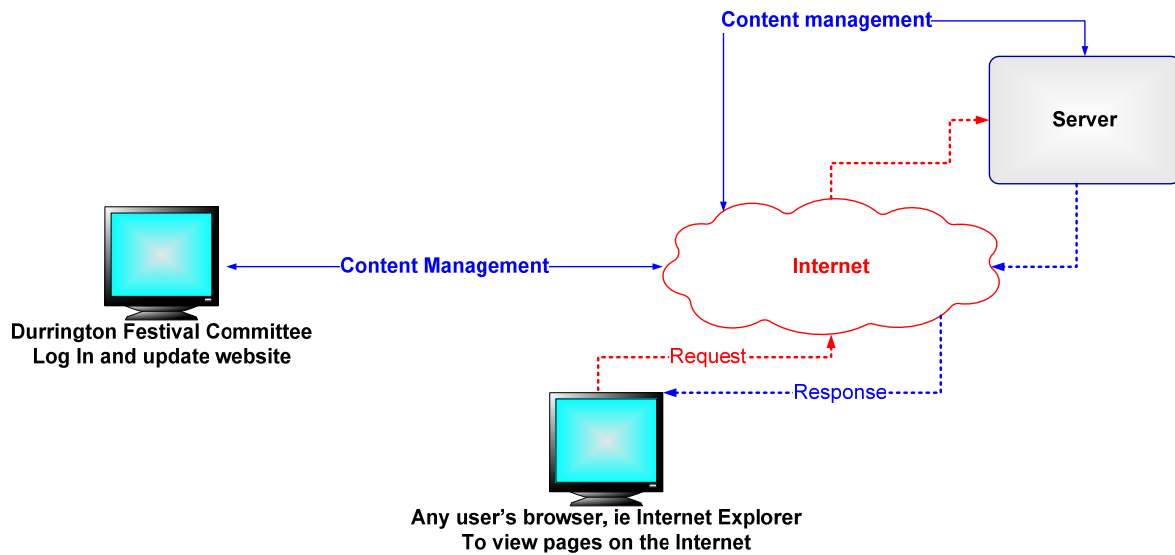 Content management
Server
Internet
Content Management
Durrington Festival Committee
Log In and update website
Request
Response
Any user's browser, ie Internet Explorer
To view pages on the Internet